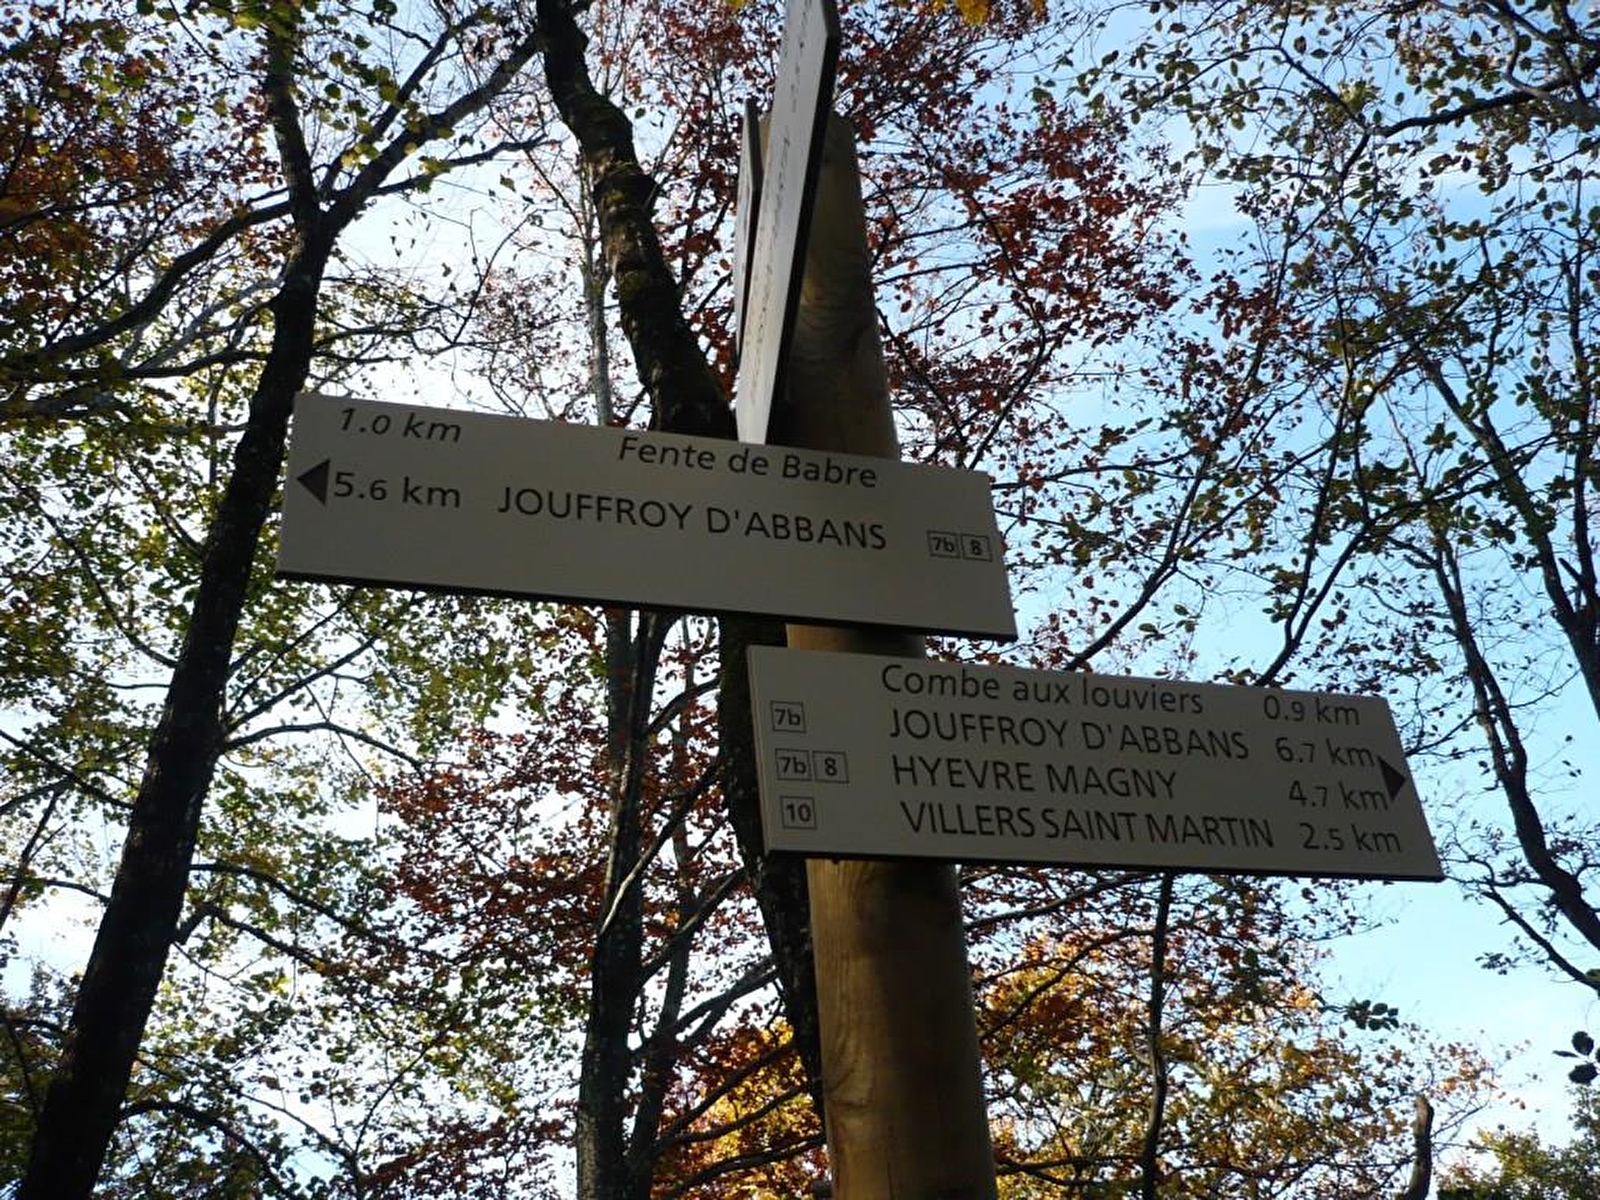 1.0 km Fente de Babre
5.6 km JOUFFROY D'ABBANS 7b 8
Combe aux louviers 0.9 km
7b JOUFFROY D'ABBANS 6.7 km
7b 8 HYEVRE MAGNY 4.7 km
10 VILLERS SAINT MARTIN 2.5 km